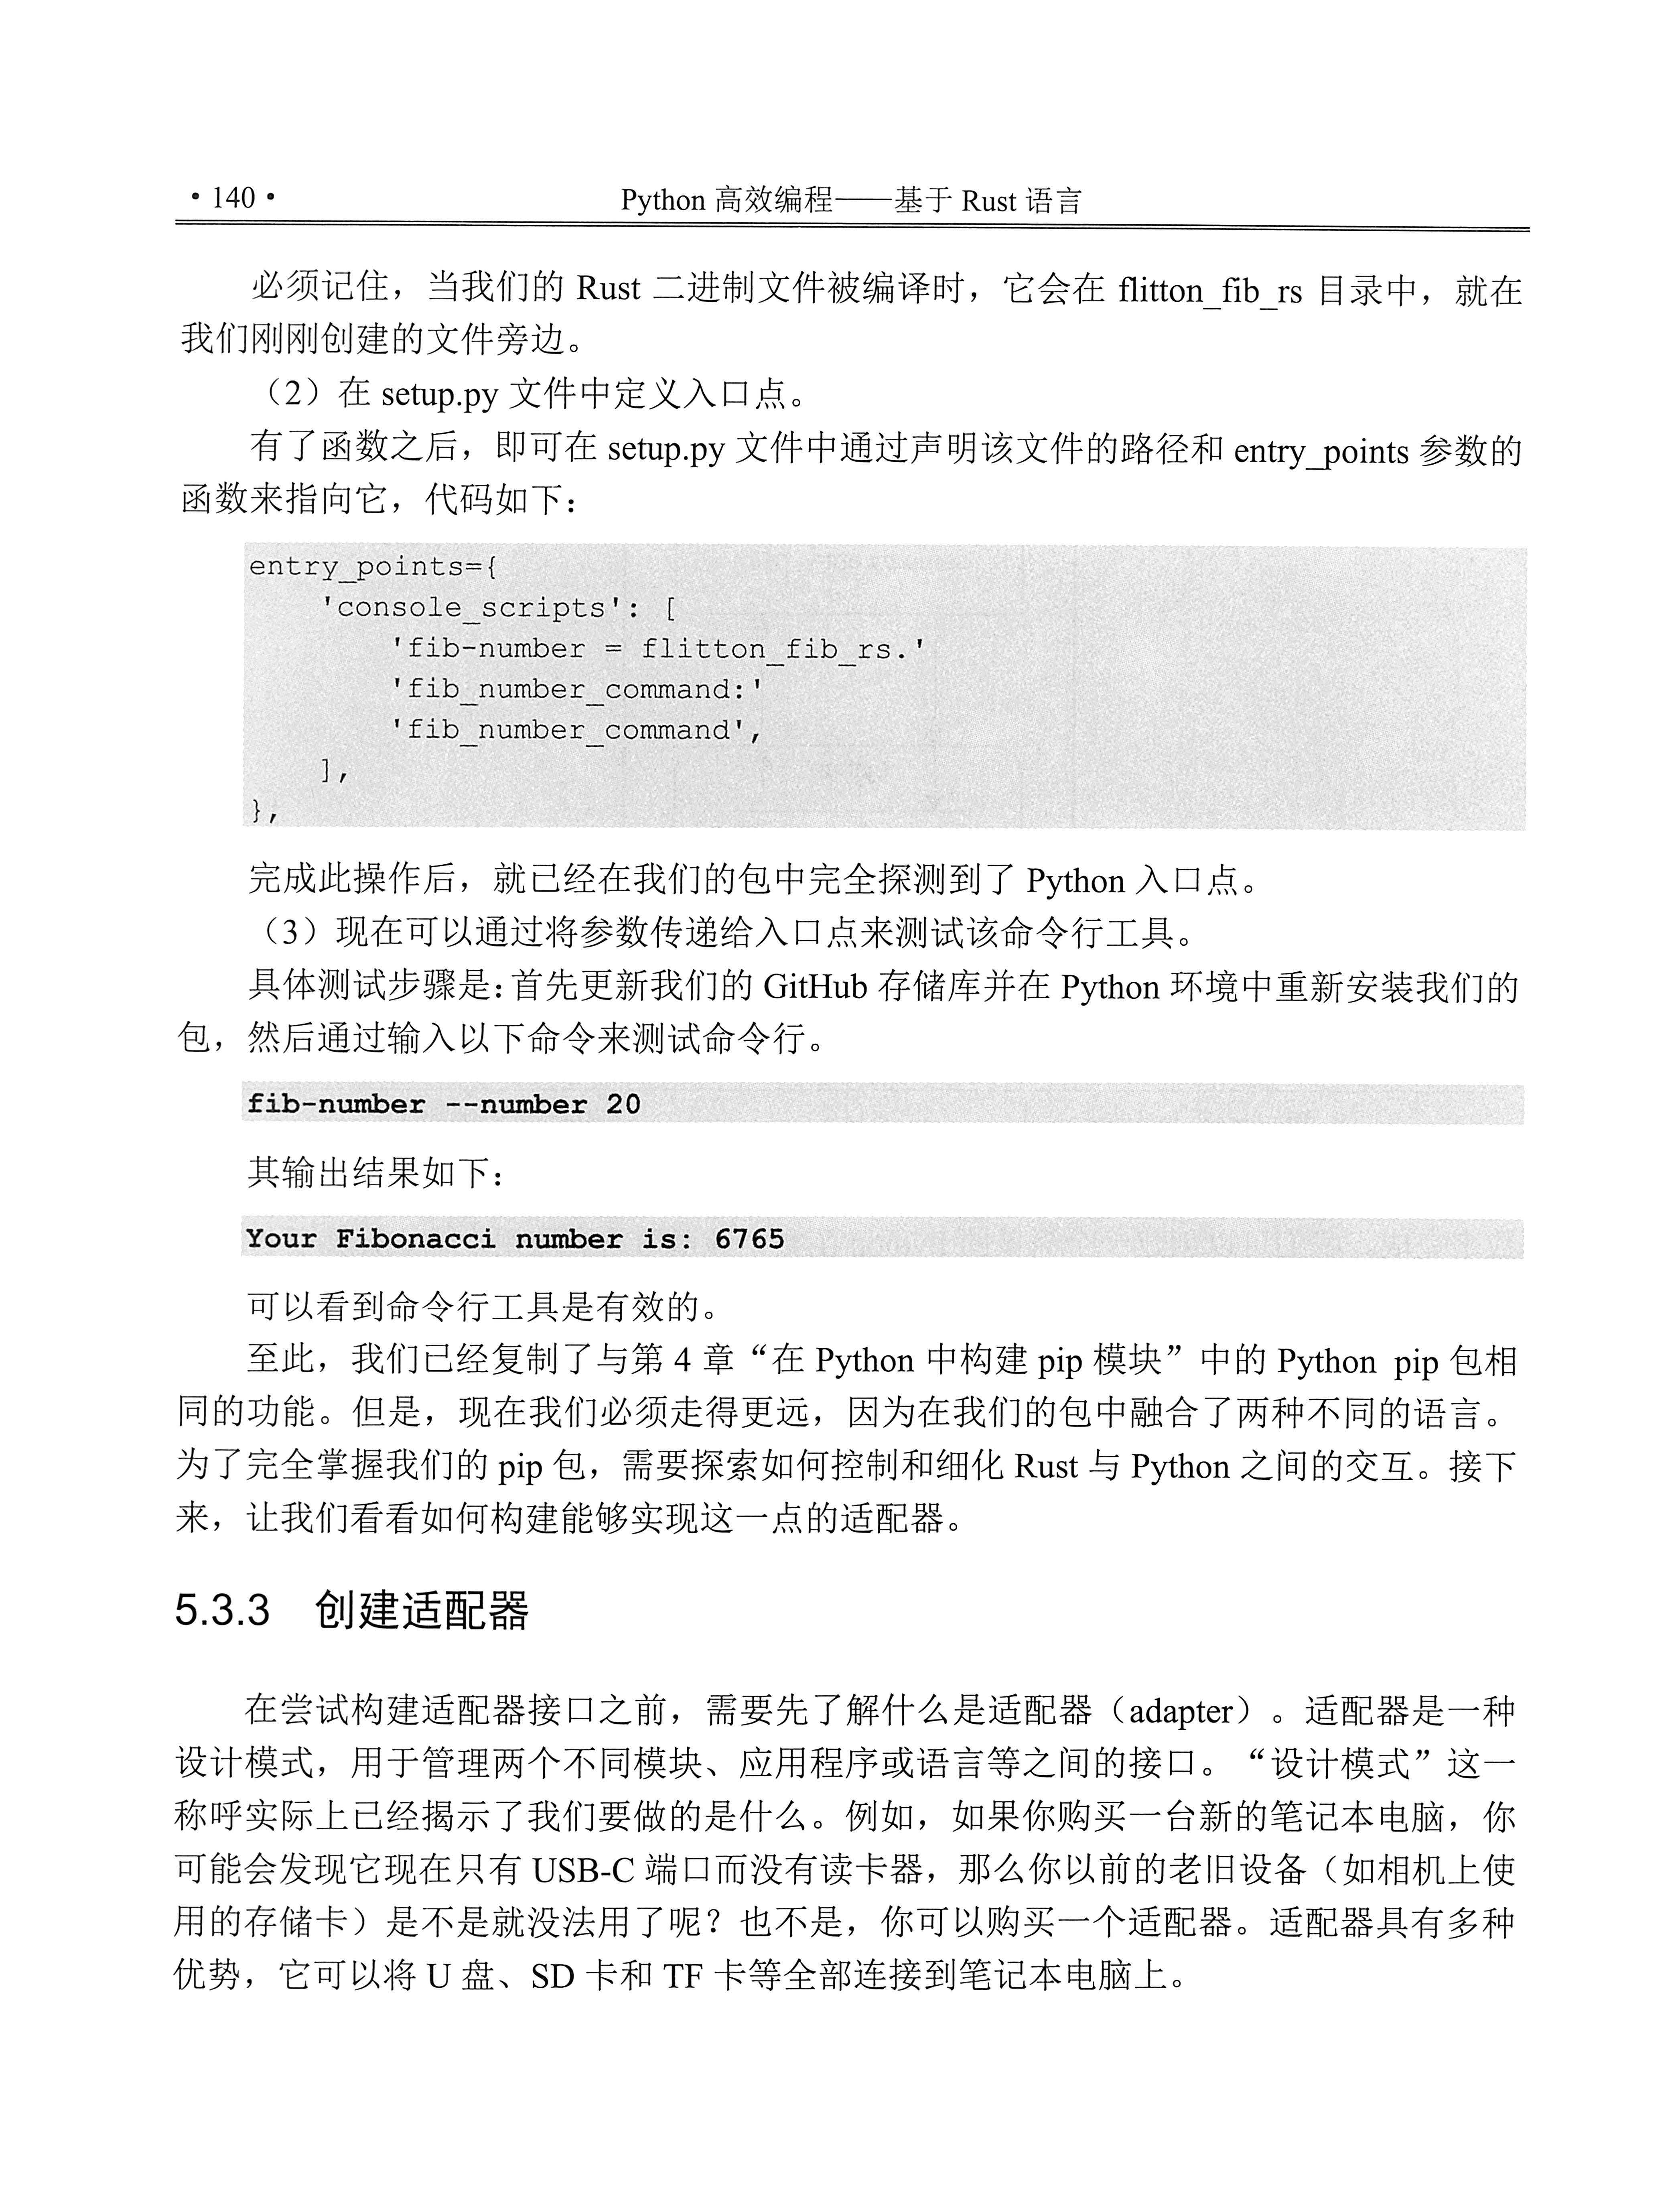 ·140·
Python 高效编程——基于 Rust 语言
必须记住，当我们的 Rust 二进制文件被编译时，它会在 flitton_fib_rs 目录中，就在
我们刚刚创建的文件旁边。
（2）在 setup.py 文件中定义入口点。
有了函数之后，即可在 setup.py 文件中通过声明该文件的路径和 entry_points 参数的
函数来指向它，代码如下：
entry_points={
    'console_scripts': [
        'fib-number = flitton_fib_rs.'
        'fib_number_command:'
        'fib_number_command',
    ],
},
完成此操作后，就已经在我们的包中完全探测到了 Python 入口点。
（3）现在可以通过将参数传递给入口点来测试该命令行工具。
具体测试步骤是：首先更新我们的 GitHub 存储库并在 Python 环境中重新安装我们的
包，然后通过输入以下命令来测试命令行。
fib-number --number 20
其输出结果如下：
Your Fibonacci number is: 6765
可以看到命令行工具是有效的。
至此，我们已经复制了与第 4 章“在 Python 中构建 pip 模块”中的 Python pip 包相
同的功能。但是，现在我们必须走得更远，因为在我们的包中融合了两种不同的语言。
为了完全掌握我们的 pip 包，需要探索如何控制和细化 Rust 与 Python 之间的交互。接下
来，让我们看看如何构建能够实现这一点的适配器。
5.3.3 创建适配器
在尝试构建适配器接口之前，需要先了解什么是适配器（adapter）。适配器是一种
设计模式，用于管理两个不同模块、应用程序或语言等之间的接口。“设计模式”这一
称呼实际上已经揭示了我们要做的是什么。例如，如果你购买一台新的笔记本电脑，你
可能会发现它现在只有 USB-C 端口而没有读卡器，那么你以前的老旧设备（如相机上使
用的存储卡）是不是就没法用了呢？也不是，你可以购买一个适配器。适配器具有多种
优势，它可以将 U 盘、SD 卡和 TF 卡等全部连接到笔记本电脑上。